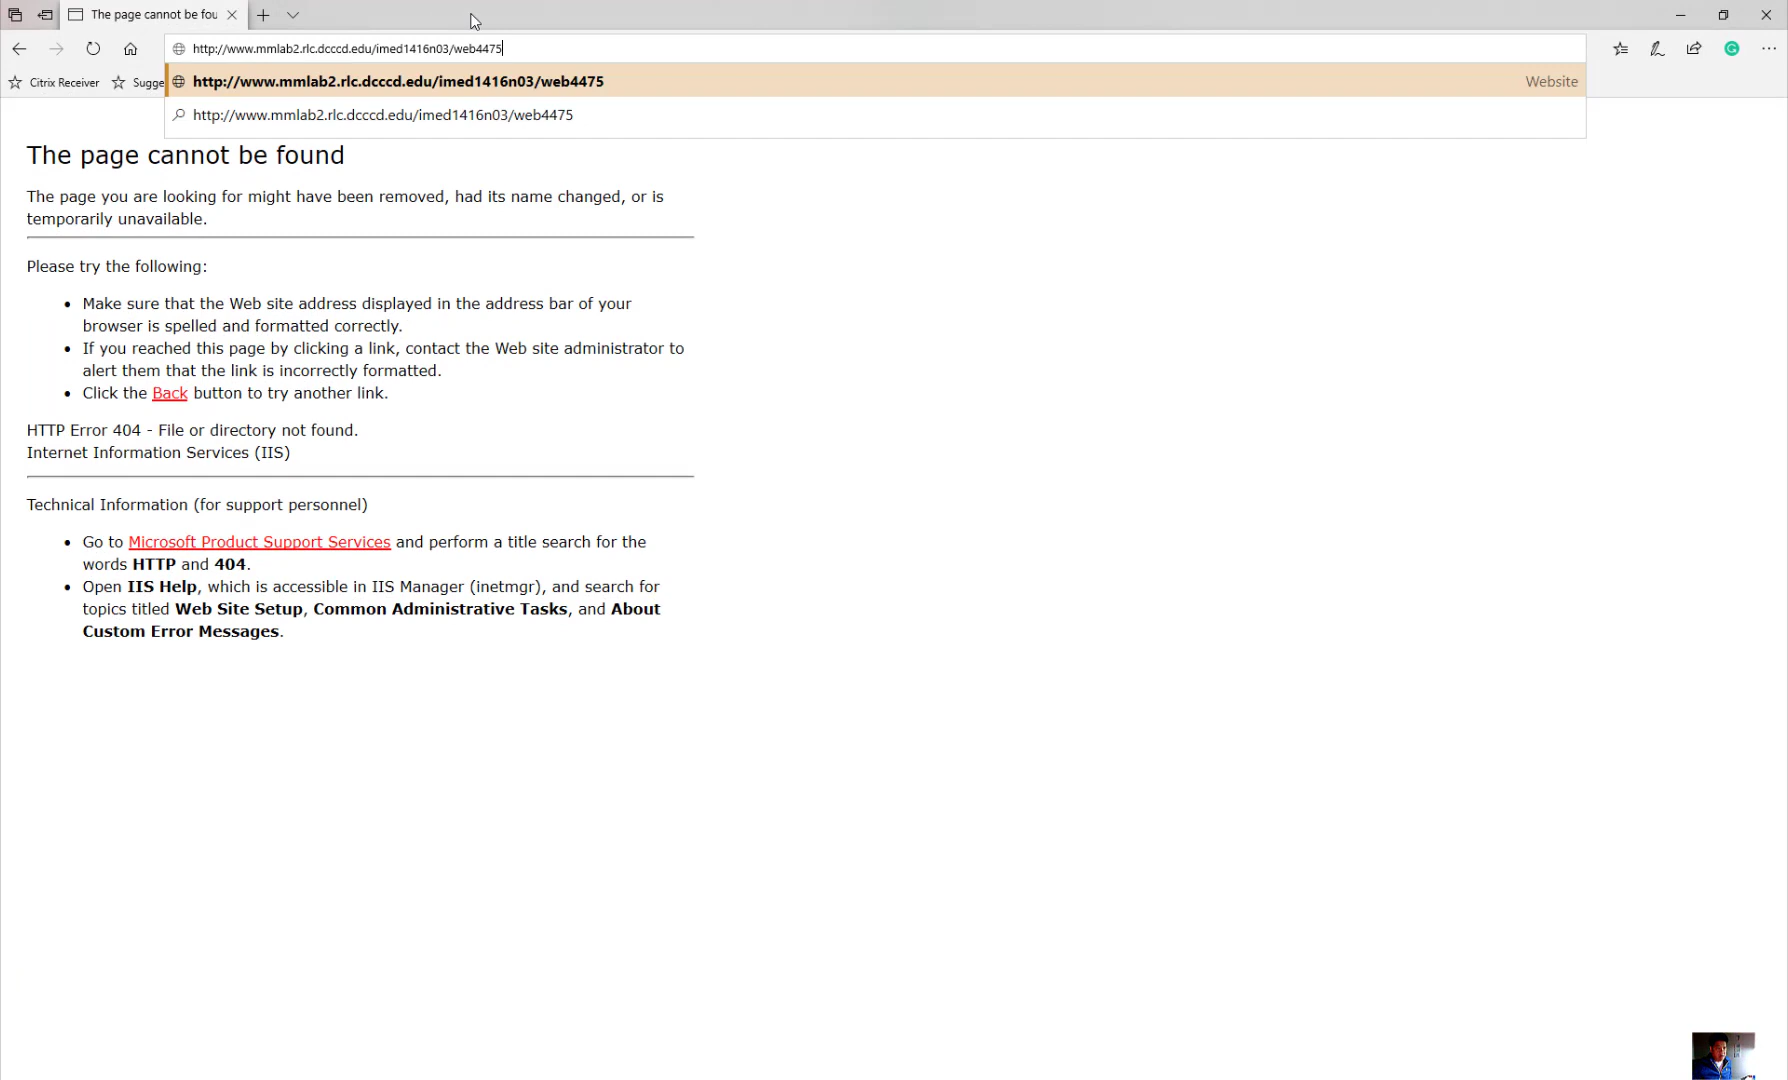 The page cannot be fou
http://www.mmlab2.rlc.dcccd.edu/imed1416n03/web4475
Citrix Receiver
Sugge
http://www.mmlab2.rlc.dcccd.edu/imed1416n03/web4475
Website
http://www.mmlab2.rlc.dcccd.edu/imed1416n03/web4475
The page cannot be found
The page you are looking for might have been removed, had its name changed, or is
temporarily unavailable.
Please try the following:
Make sure that the Web site address displayed in the address bar of your
browser is spelled and formatted correctly.
If you reached this page by clicking a link, contact the Web site administrator to
alert them that the link is incorrectly formatted.
Click the Back button to try another link.
HTTP Error 404 - File or directory not found.
Internet Information Services (IIS)
Technical Information (for support personnel)
Go to Microsoft Product Support Services and perform a title search for the
words HTTP and 404.
Open IIS Help, which is accessible in IIS Manager (inetmgr), and search for
topics titled Web Site Setup, Common Administrative Tasks, and About
Custom Error Messages.